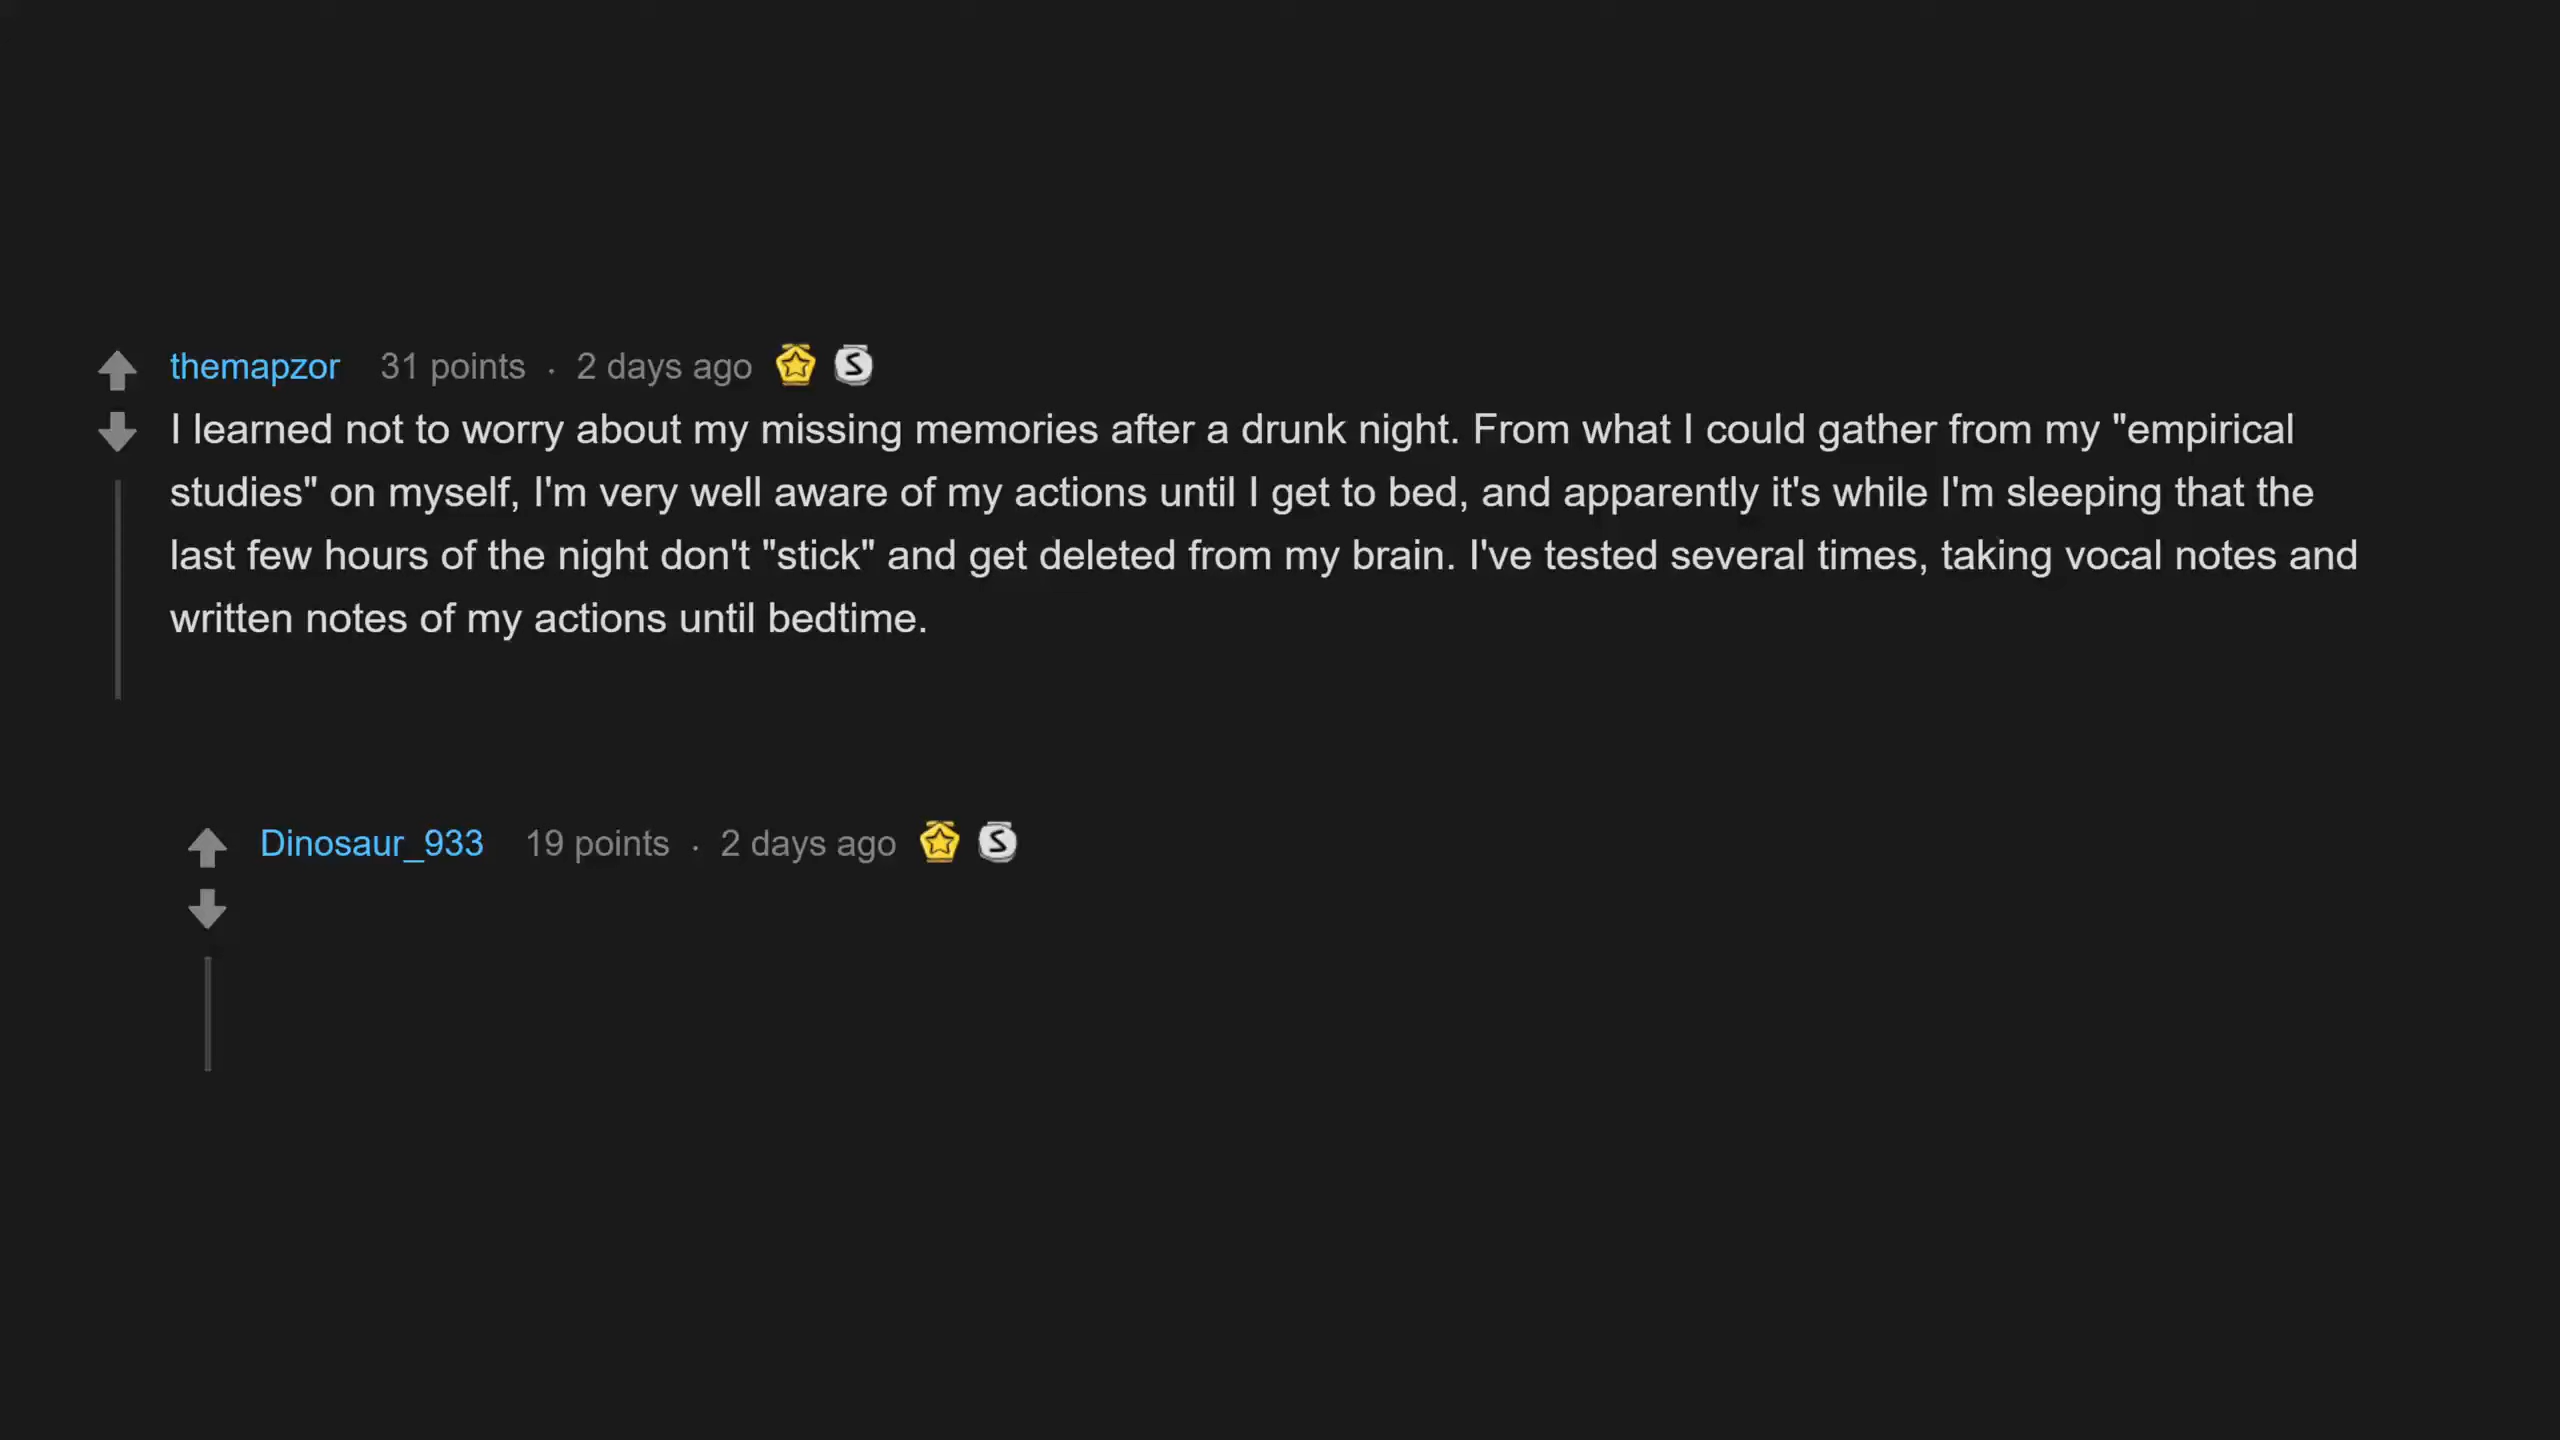 themapzor 31 points · 2 days ago S
I learned not to worry about my missing memories after a drunk night. From what I could gather from my "empirical
studies" on myself, I'm very well aware of my actions until I get to bed, and apparently it's while I'm sleeping that the
last few hours of the night don't "stick" and get deleted from my brain. I've tested several times, taking vocal notes and
written notes of my actions until bedtime.
Dinosaur_933 19 points · 2 days ago S